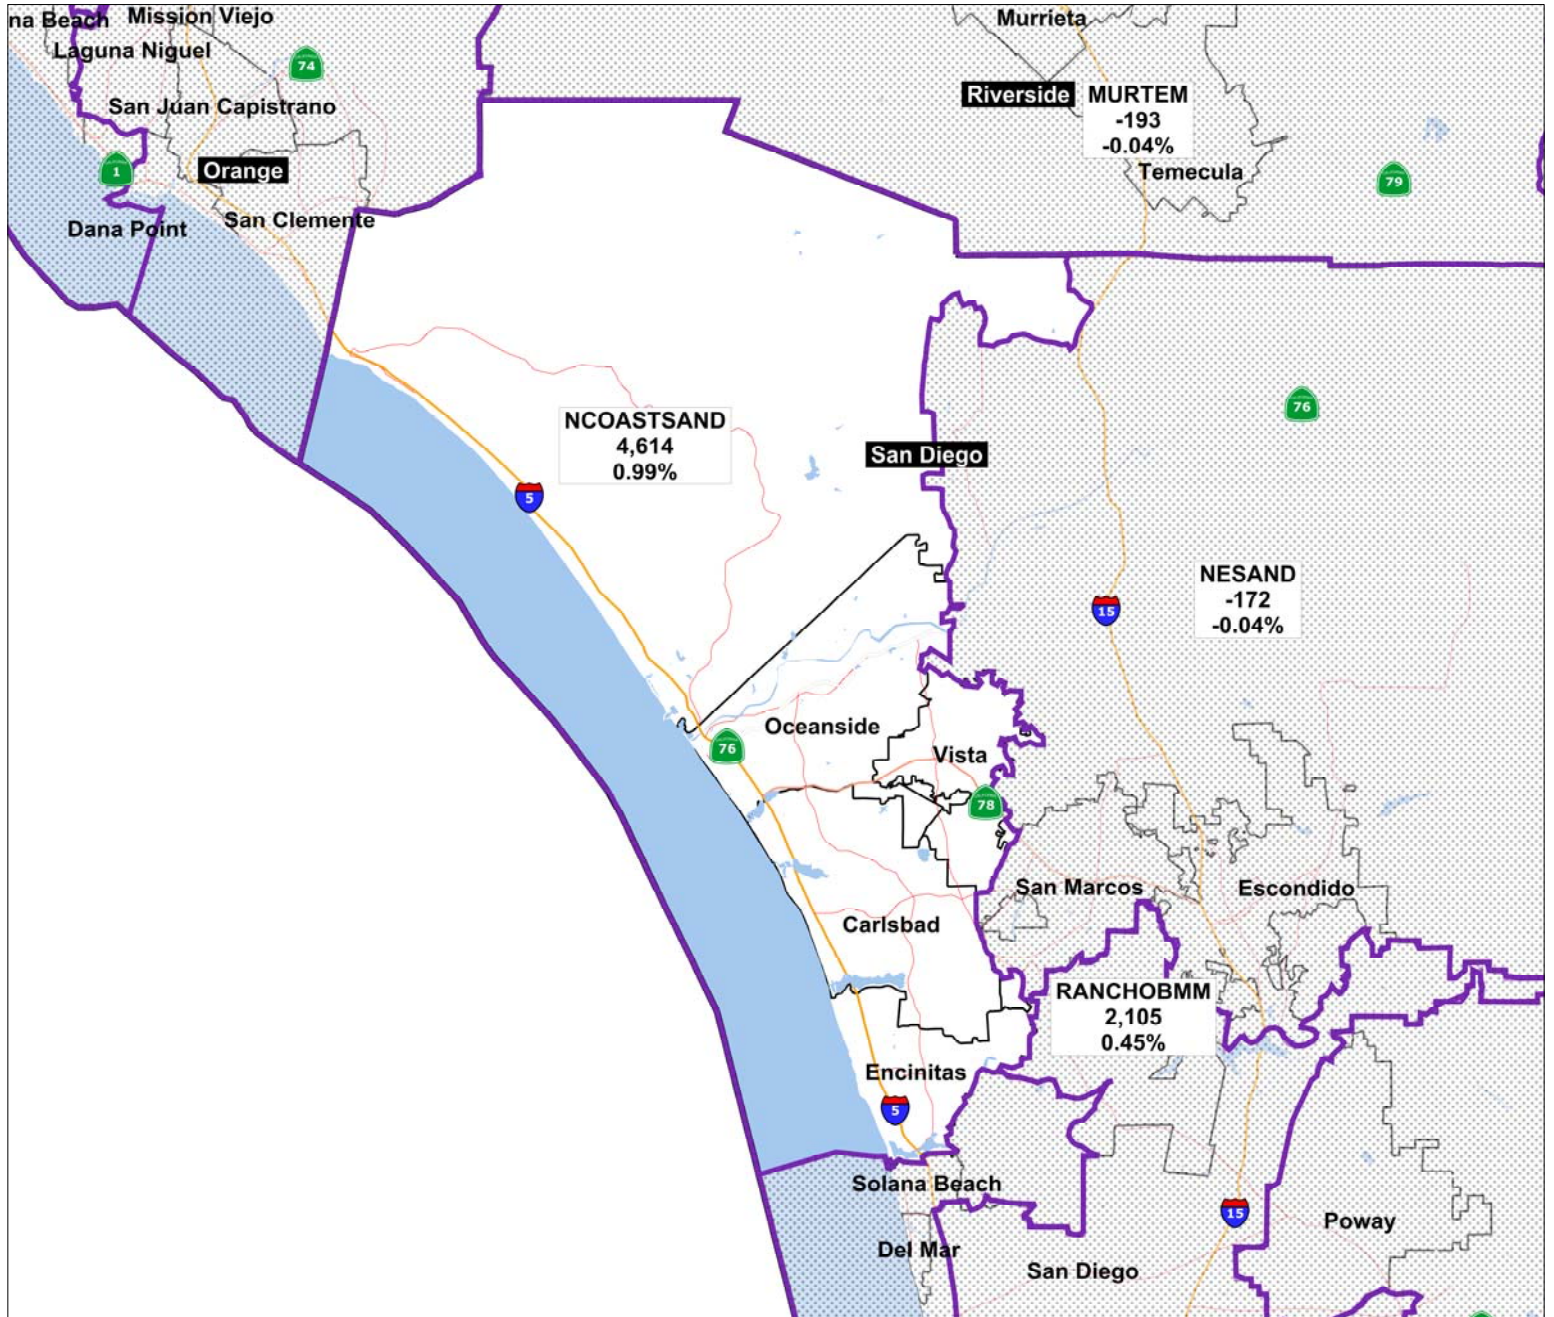 na Beach
Mission Viejo
Murrieta
Laguna Niguel
74
Riverside
MURTEM
-193
-0.04%
San Juan Capistrano
1
Orange
Temecula
79
Dana Point
San Clemente
76
NCOASTSAND
4,614
0.99%
San Diego
5
NESAND
-172
-0.04%
15
Oceanside
76
Vista
78
San Marcos
Escondido
Carlsbad
RANCHOBMM
2,105
0.45%
Encinitas
5
Solana Beach
15
Poway
Del Mar
San Diego